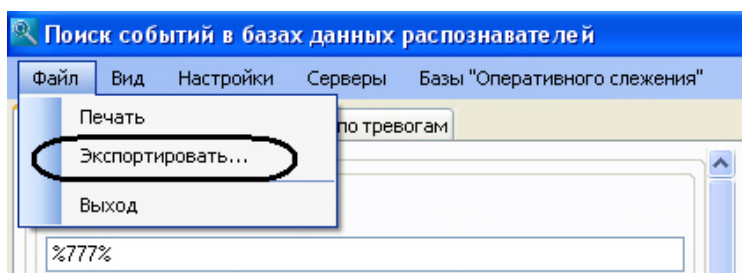 Поиск событий в базах данных распознавателей
Файл Вид Настройки Серверы Базы "Оперативного слежения"
Печать
по тревогам
Экспортировать...
Выход
%777%